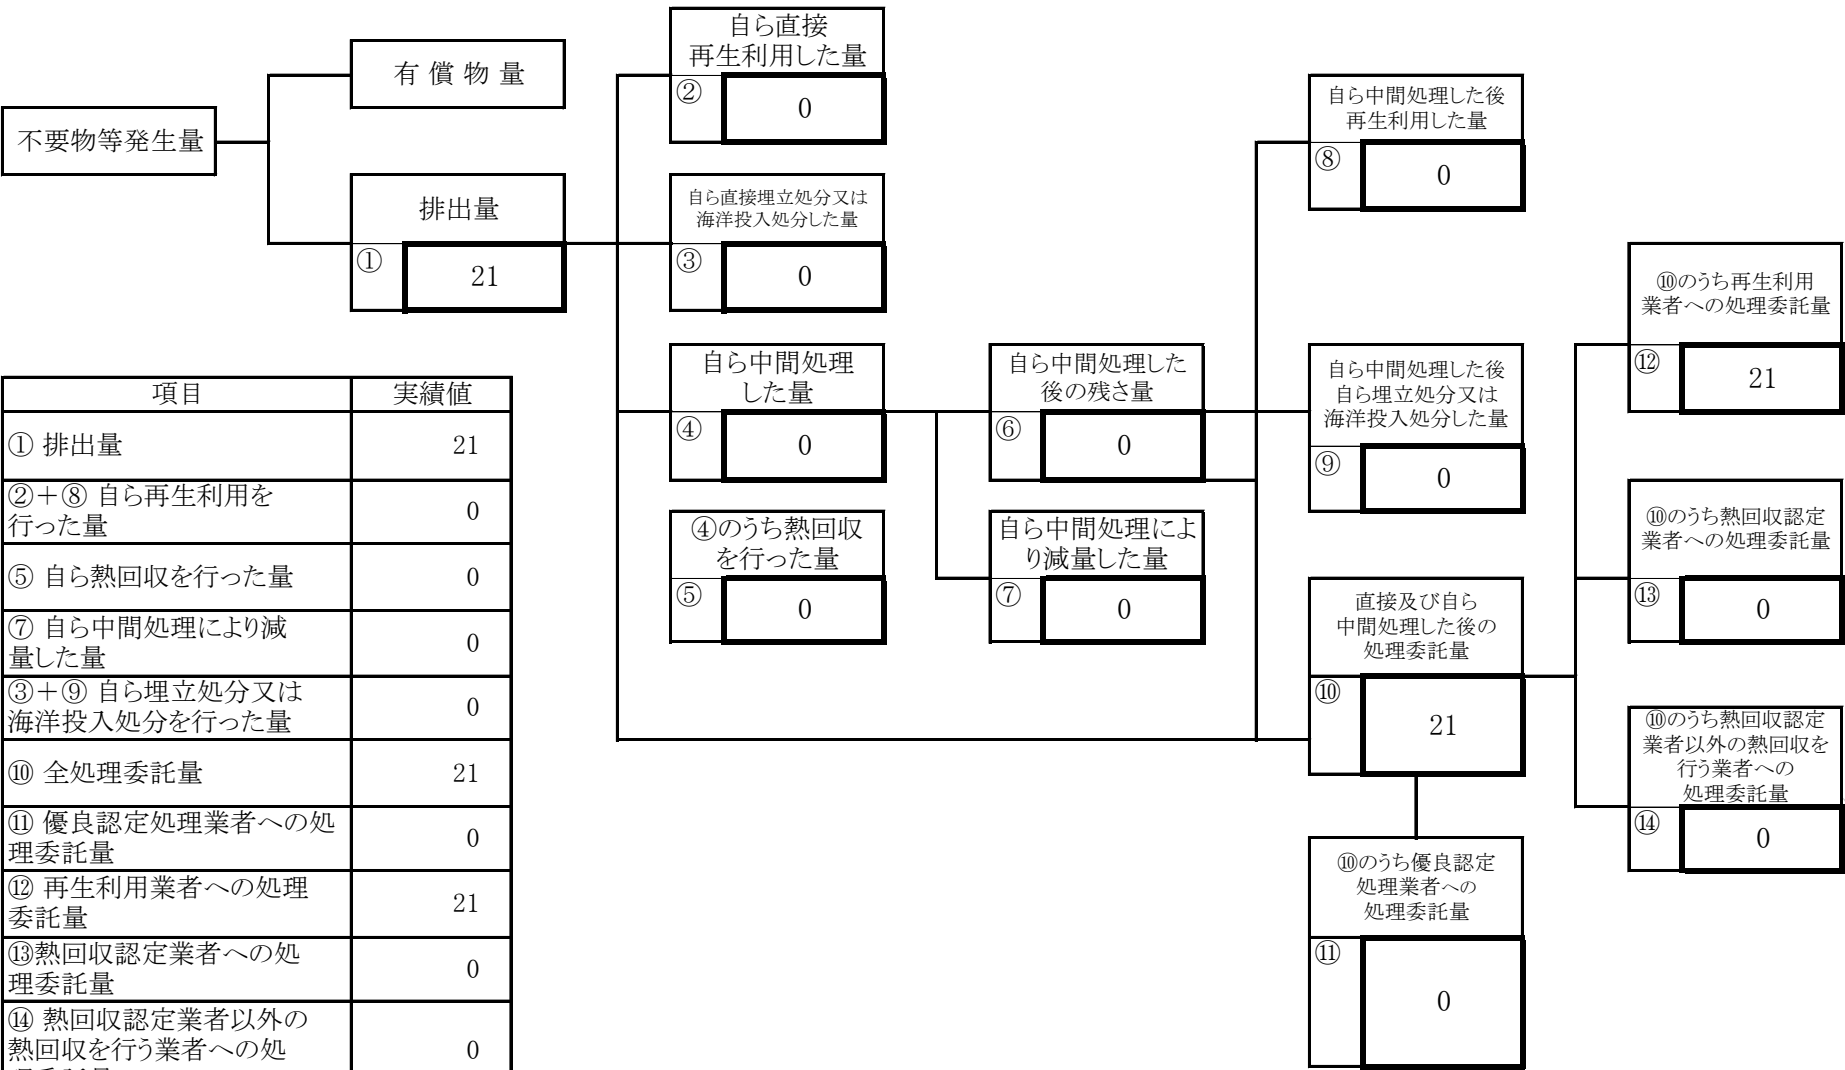 不要物等発生量
有 償 物 量
排出量
①
21
自ら直接
再生利用した量
②
0
自ら直接埋立処分又は
海洋投入処分した量
③
0
自ら中間処理
した量
④
0
④のうち熱回収
を行った量
⑤
0
自ら中間処理した
後の残さ量
⑥
0
自ら中間処理によ
り減量した量
⑦
0
自ら中間処理した後
再生利用した量
⑧
0
自ら中間処理した後
自ら埋立処分又は
海洋投入処分した量
⑨
0
直接及び自ら
中間処理した後の
処理委託量
⑩
21
⑩のうち優良認定
処理業者への
処理委託量
⑪
0
⑩のうち再生利用
業者への処理委託量
⑫
21
⑩のうち熱回収認定
業者への処理委託量
⑬
0
⑩のうち熱回収認定
業者以外の熱回収を
行う業者への
処理委託量
⑭
0
項目 実績値
① 排出量 21
②＋⑧ 自ら再生利用を
行った量 0
⑤ 自ら熱回収を行った量 0
⑦ 自ら中間処理により減
量した量 0
③＋⑨ 自ら埋立処分又は
海洋投入処分を行った量 0
⑩ 全処理委託量 21
⑪ 優良認定処理業者への処
理委託量 0
⑫ 再生利用業者への処理
委託量 21
⑬熱回収認定業者への処
理委託量 0
⑭ 熱回収認定業者以外の
熱回収を行う業者への処 0